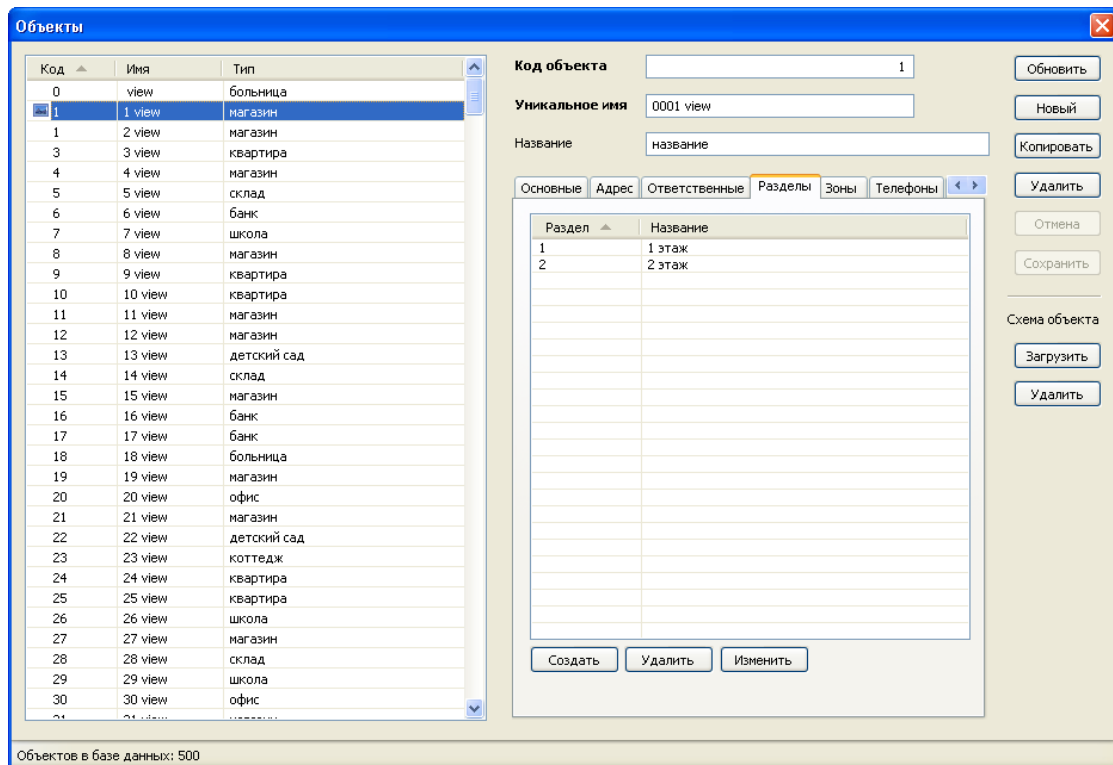 Объекты
Код Имя Тип
0 view больница
1 1 view магазин
1 2 view магазин
3 3 view квартира
4 4 view магазин
5 5 view склад
6 6 view банк
7 7 view школа
8 8 view магазин
9 9 view квартира
10 10 view квартира
11 11 view магазин
12 12 view магазин
13 13 view детский сад
14 14 view склад
15 15 view магазин
16 16 view банк
17 17 view банк
18 18 view больница
19 19 view магазин
20 20 view офис
21 21 view магазин
22 22 view детский сад
23 23 view коттедж
24 24 view квартира
25 25 view квартира
26 26 view школа
27 27 view магазин
28 28 view склад
29 29 view школа
30 30 view офис
Код объекта 1
Уникальное имя 0001 view
Название название
Основные Адрес Ответственные Разделы Зоны Телефоны
Раздел Название
1 1 этаж
2 2 этаж
Создать Удалить Изменить
Обновить
Новый
Копировать
Удалить
Отмена
Сохранить
Схема объекта
Загрузить
Удалить
Объектов в базе данных: 500